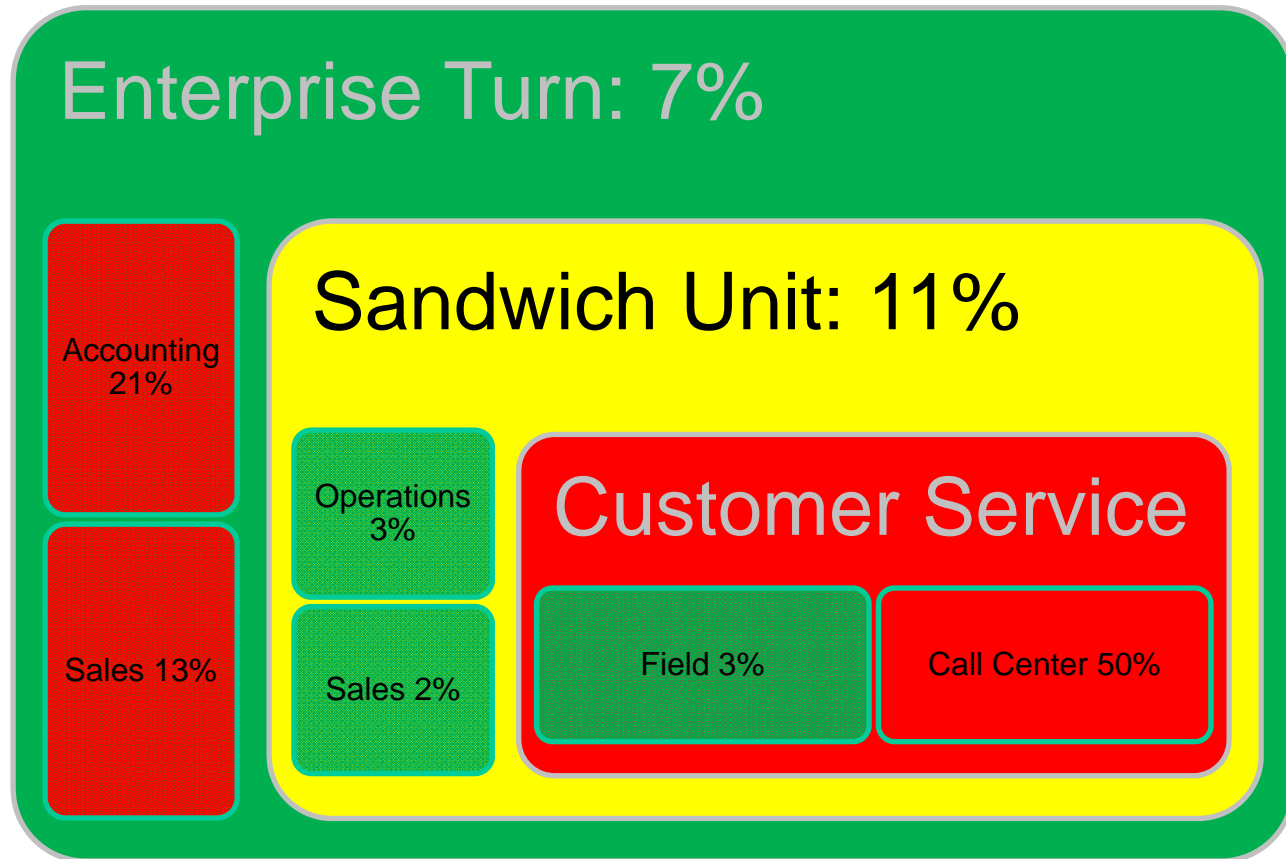 Enterprise Turn: 7%
Accounting
21%
Sales 13%
Sandwich Unit: 11%
Operations
3%
Sales 2%
Customer Service
Field 3%
Call Center 50%